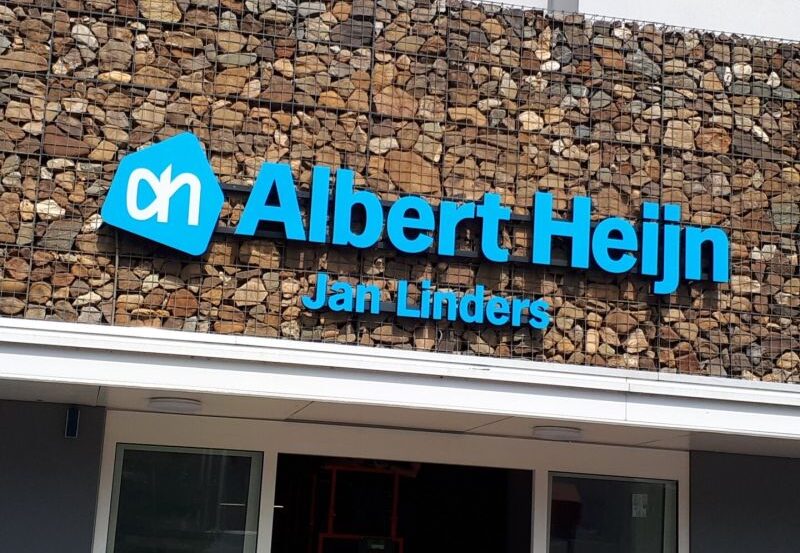 ah Albert Heijn
Jan Linders